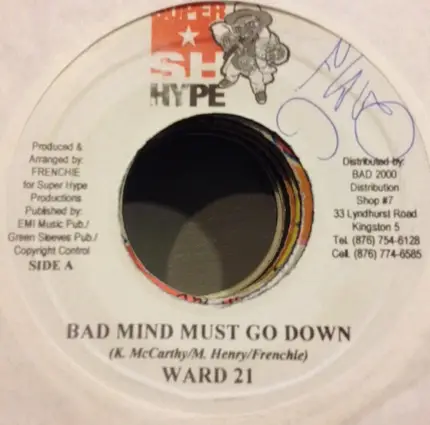 SUPER
SH
HYPE
Produced &
Arranged by:
FRENCHIE
for Super Hype
Productions
Published by:
EMI Music Pub./
Green Sleeves Pub./
Copyright Control
SIDE A
Distributed by:
BAD 2000
Distribution
Shop #7
33 Lyndhurst Road
Kingston 5
Tel. (876) 754-6128
Cell. (876) 774-6585
BAD MIND MUST GO DOWN
(K. McCarthy/M. Henry/Frenchie)
WARD 21